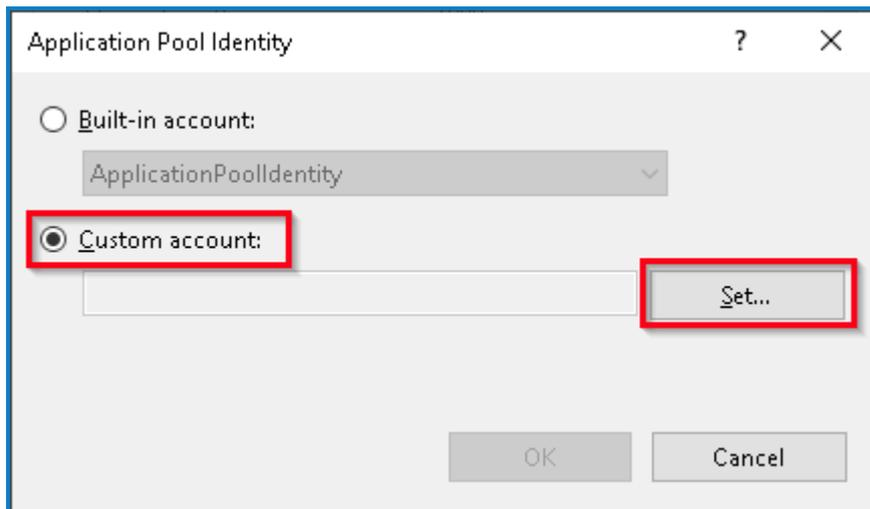 Application Pool Identity ?
Built-in account:
ApplicationPoolIdentity
Custom account:
Set...
OK Cancel